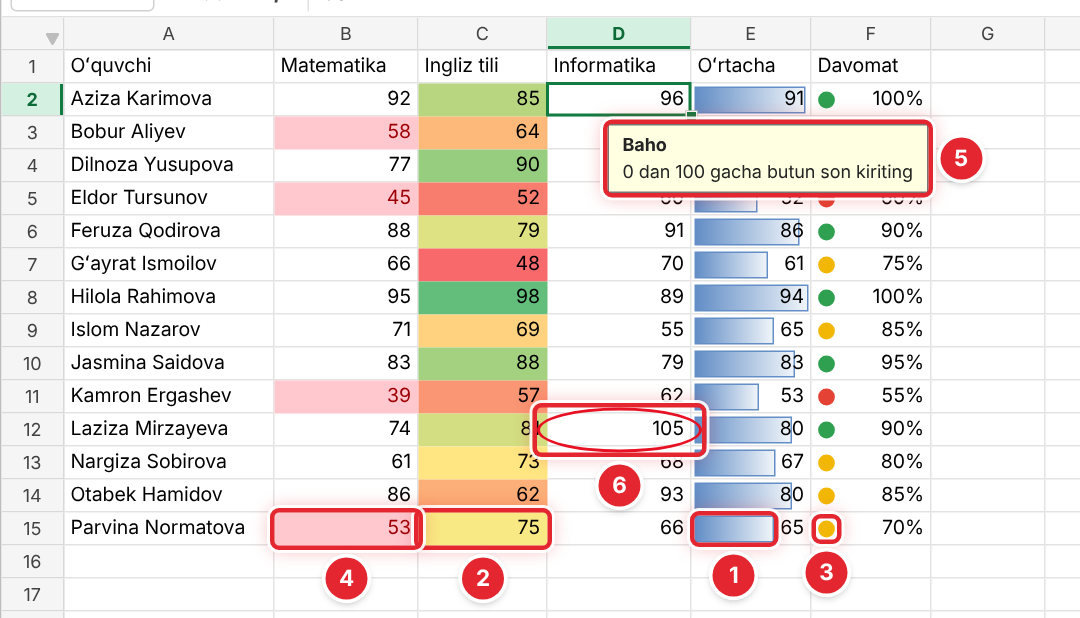 A B C D E F G
1 Oʻquvchi Matematika Ingliz tili Informatika Oʻrtacha Davomat
2 Aziza Karimova 92 85 96 91 100%
3 Bobur Aliyev 58 64
Baho
4 Dilnoza Yusupova 77 90
0 dan 100 gacha butun son kiriting
5
5 Eldor Tursunov 45 52
6 Feruza Qodirova 88 79 91 86 90%
7 Gʻayrat Ismoilov 66 48 70 61 75%
8 Hilola Rahimova 95 98 89 94 100%
9 Islom Nazarov 71 69 55 65 85%
10 Jasmina Saidova 83 88 79 83 95%
11 Kamron Ergashev 39 57 62 53 55%
12 Laziza Mirzayeva 74 105 80 90%
13 Nargiza Sobirova 61 73 68 67 80%
6
14 Otabek Hamidov 86 62 93 80 85%
15 Parvina Normatova 53 75 66 65 70%
16
4 2 1 3
17